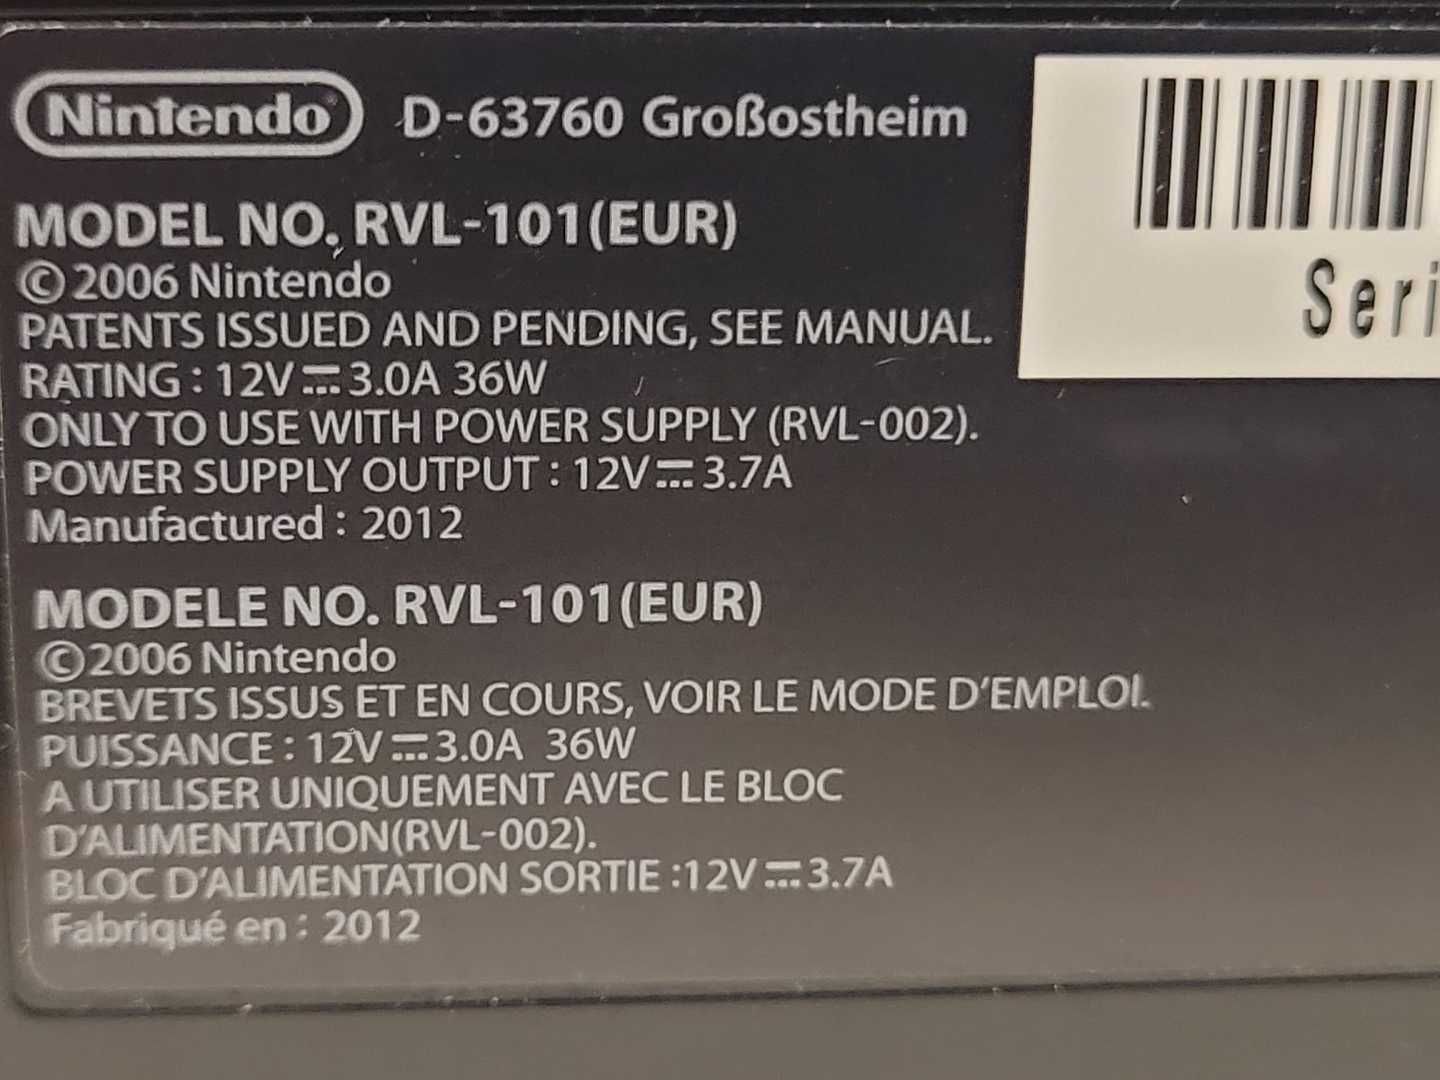 Nintendo D-63760 Großostheim
MODEL NO. RVL-101(EUR)
©2006 Nintendo
PATENTS ISSUED AND PENDING, SEE MANUAL.
RATING : 12V⎓3.0A 36W
ONLY TO USE WITH POWER SUPPLY (RVL-002).
POWER SUPPLY OUTPUT : 12V⎓3.7A
Manufactured : 2012
MODELE NO. RVL-101(EUR)
©2006 Nintendo
BREVETS ISSUS ET EN COURS, VOIR LE MODE D'EMPLOI.
PUISSANCE : 12V⎓3.0A 36W
A UTILISER UNIQUEMENT AVEC LE BLOC
D'ALIMENTATION(RVL-002).
BLOC D'ALIMENTATION SORTIE :12V⎓3.7A
Fabriqué en : 2012
Seri